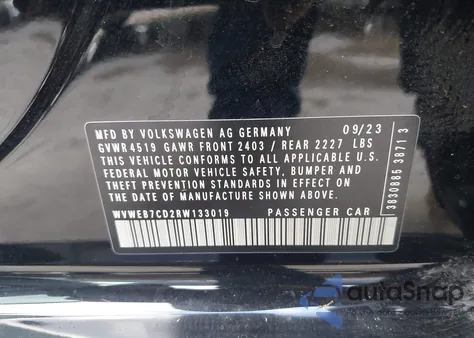 MFD BY VOLKSWAGEN AG GERMANY 09/23
GVWR 4519 GAWR FRONT 2403 / REAR 2227 LBS
THIS VEHICLE CONFORMS TO ALL APPLICABLE U.S.
FEDERAL MOTOR VEHICLE SAFETY, BUMPER AND
THEFT PREVENTION STANDARDS IN EFFECT ON
THE DATE OF MANUFACTURE SHOWN ABOVE.
WVWEB7CD2RW133019 PASSENGER CAR
3830885 3871 3
autoSnap